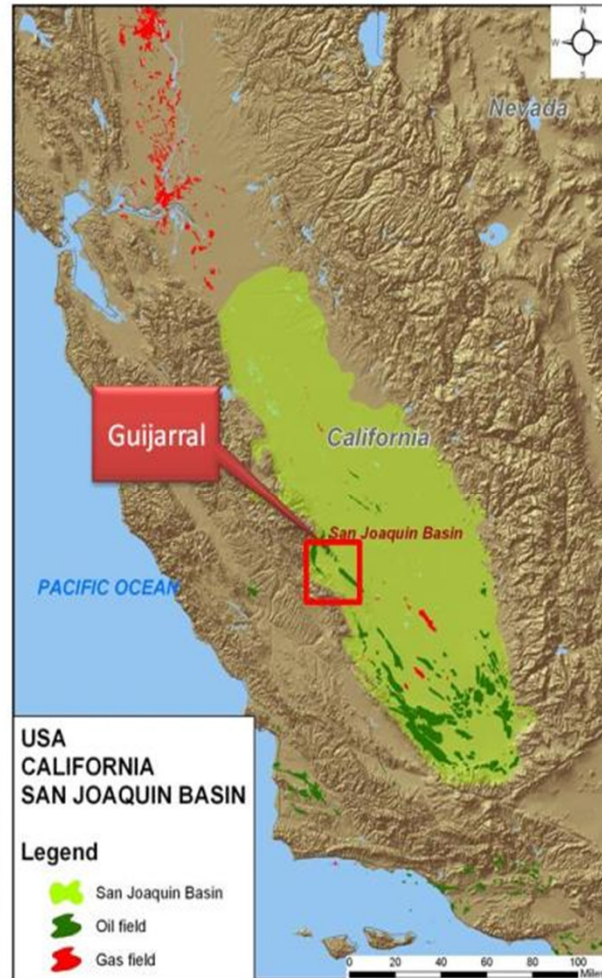 N
W
E
S
Nevada
Guijarral
California
San Joaquin Basin
PACIFIC OCEAN
USA
CALIFORNIA
SAN JOAQUIN BASIN
Legend
San Joaquin Basin
Oil field
Gas field
0 20 40 60 80 100
Miles